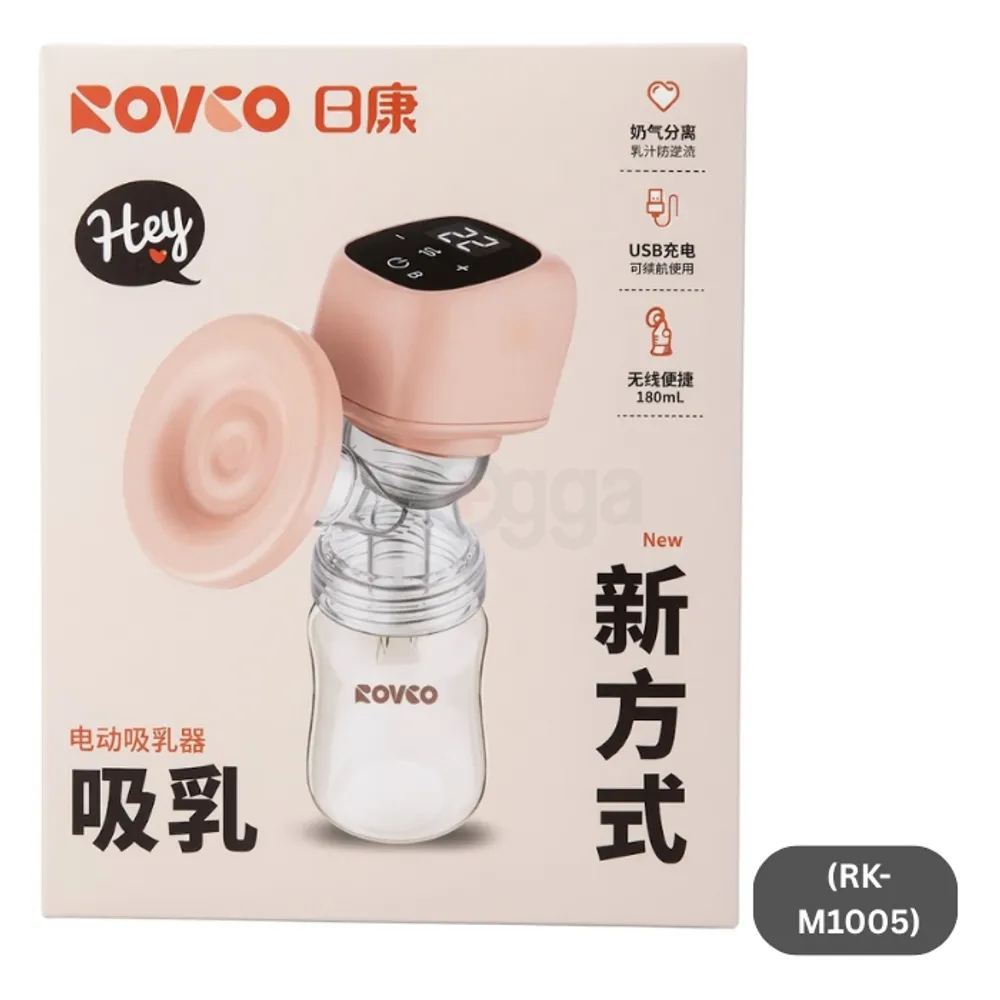 ROVCO 日康
Hey
奶气分离
乳汁防逆流
USB充电
可续航使用
无线便捷
180mL
22
B
ROVCO
egga
New
新方式
电动吸乳器
吸乳
(RK-
M1005)